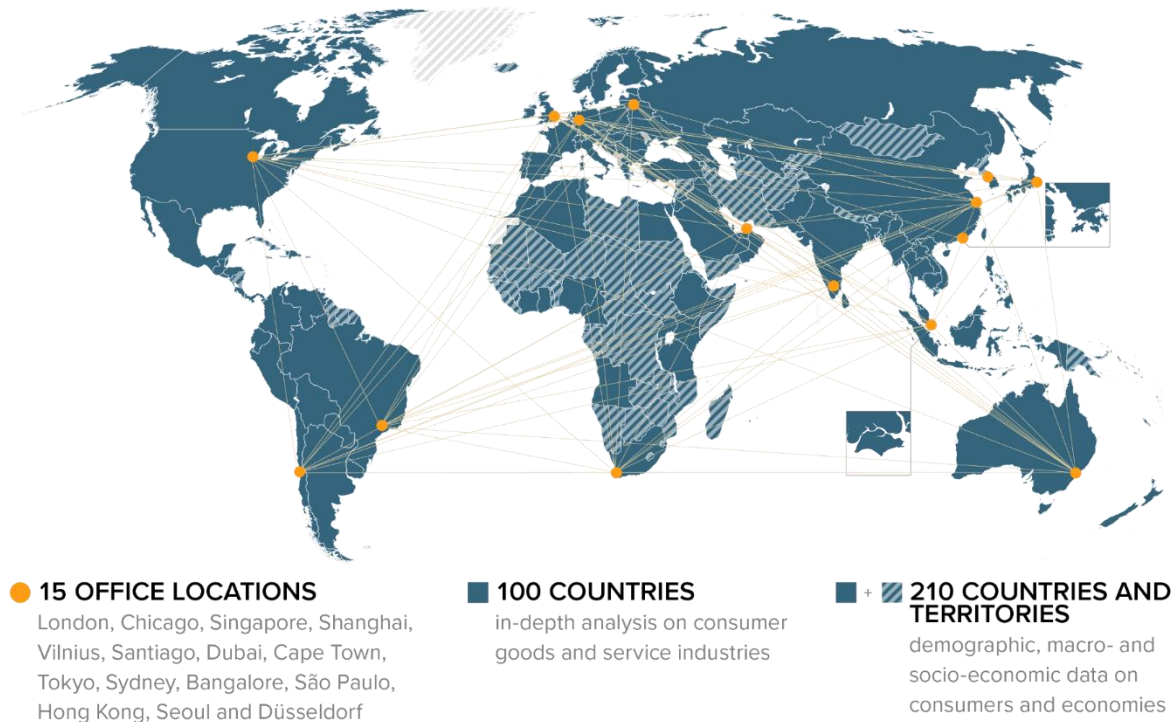 15 OFFICE LOCATIONS
London, Chicago, Singapore, Shanghai,
Vilnius, Santiago, Dubai, Cape Town,
Tokyo, Sydney, Bangalore, São Paulo,
Hong Kong, Seoul and Düsseldorf
100 COUNTRIES
in-depth analysis on consumer
goods and service industries
+
210 COUNTRIES AND
TERRITORIES
demographic, macro- and
socio-economic data on
consumers and economies